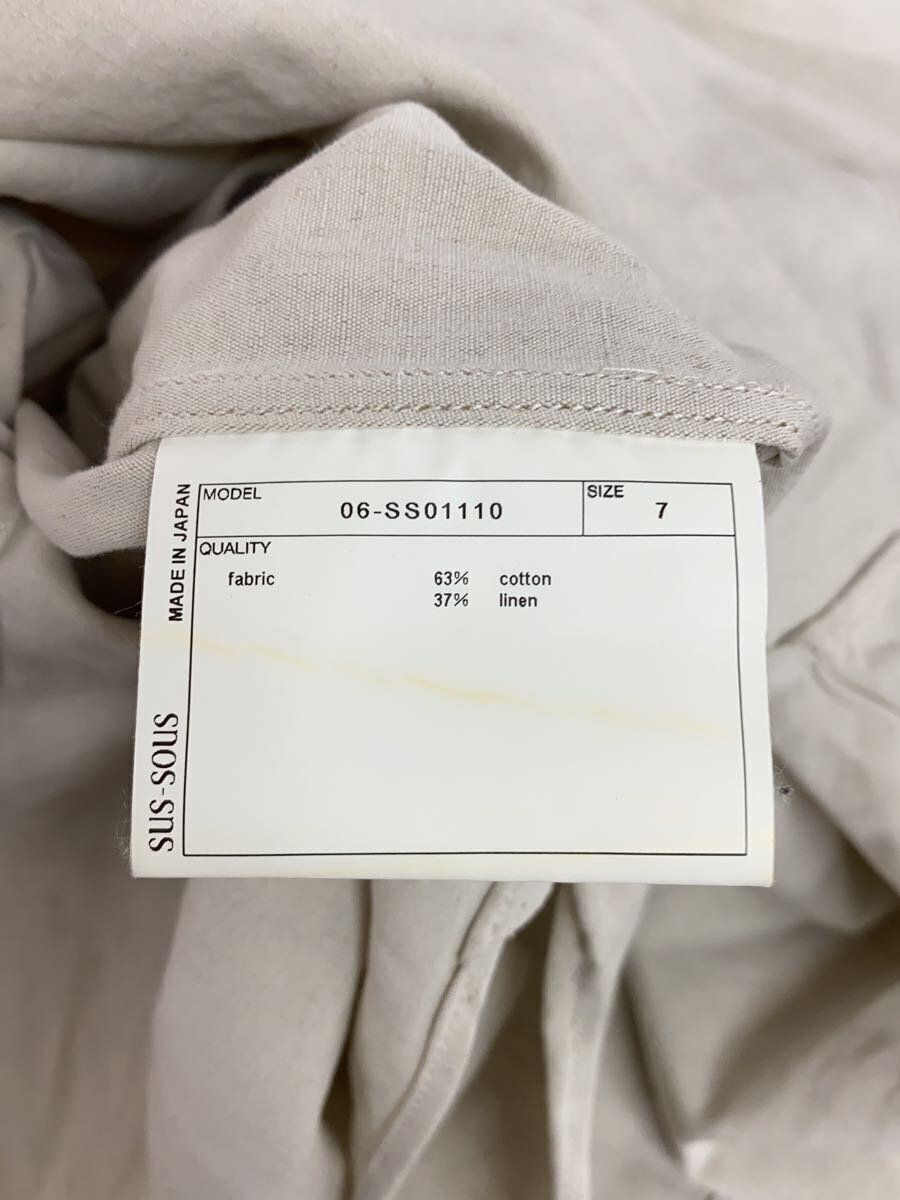 MODEL
06-SS01110
SIZE
7
QUALITY
fabric 63% cotton
37% linen
MADE IN JAPAN
sus-sous